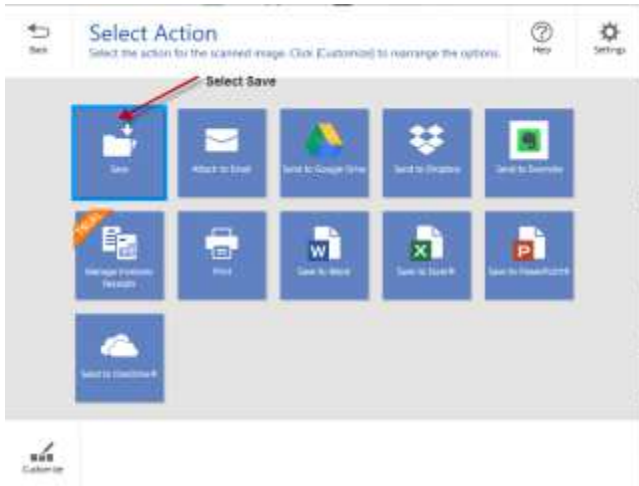 Select Action
Back
Select the action for the scanned image. Click [Customize] to rearrange the options.
Help
Settings
Select Save
Save
Attach to Email
Send to Google Drive
Send to Dropbox
Send to Evernote
TRIAL
Manage Invoices
Receipts
Print
Save to Word
Save to Excel®
Save to PowerPoint®
Send to OneDrive®
Customize
W
X
P